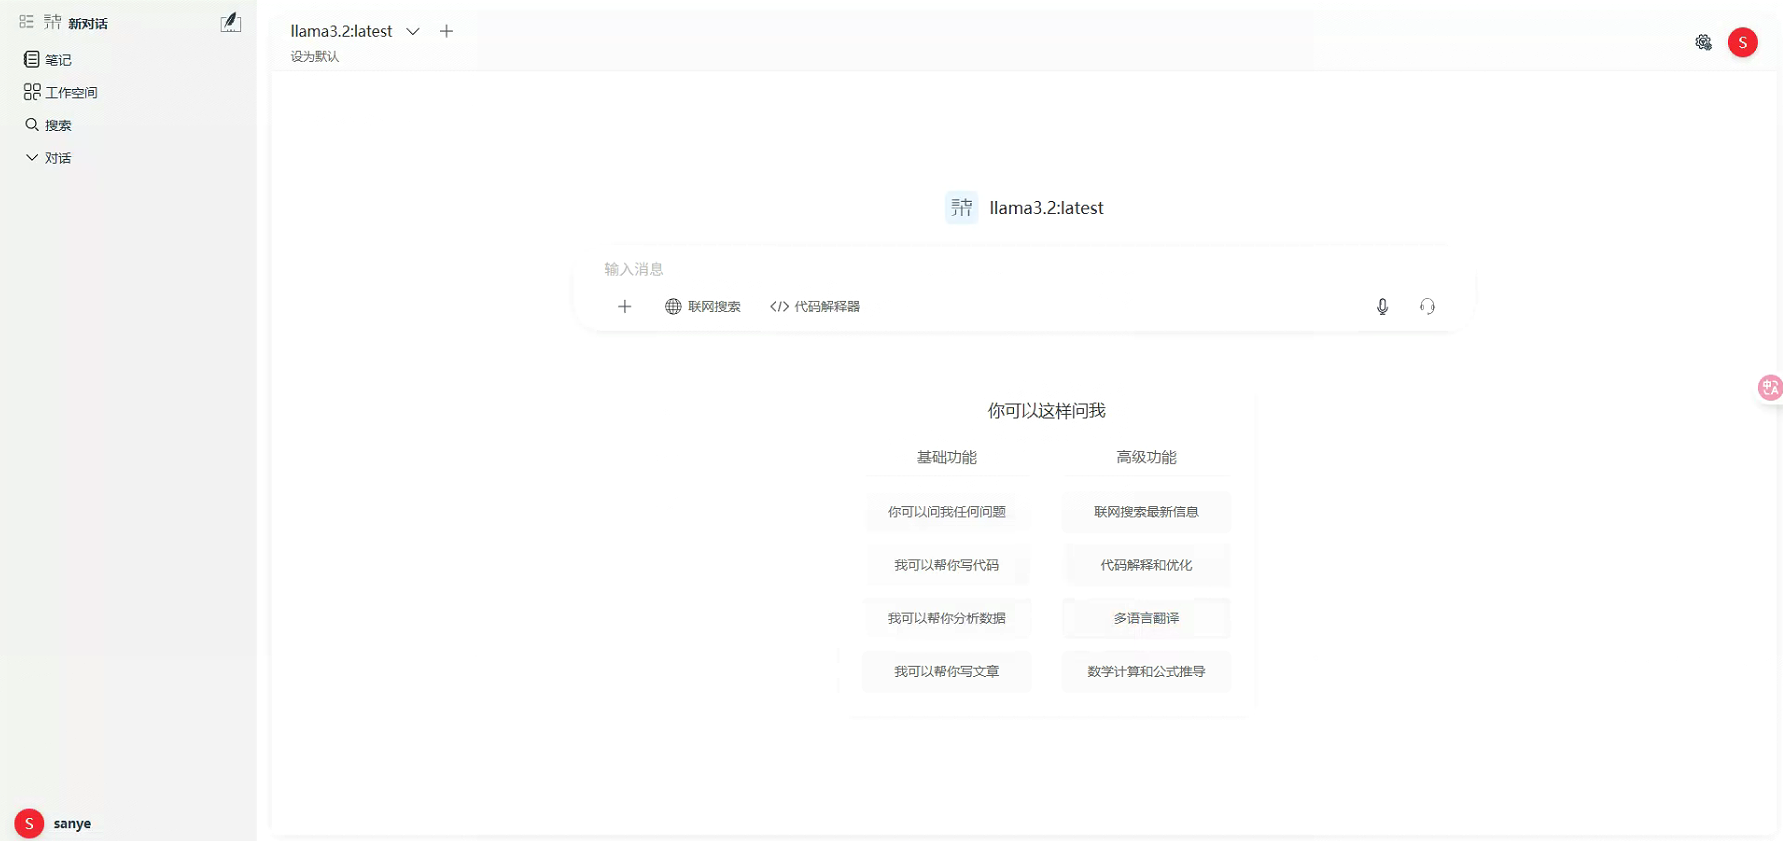 新对话
笔记
工作空间
搜索
对话
sanye
S
llama3.2:latest
设为默认
S
llama3.2:latest
输入消息
联网搜索
</> 代码解释器
中A
你可以这样问我
基础功能
高级功能
你可以问我任何问题
联网搜索最新信息
我可以帮你写代码
代码解释和优化
我可以帮你分析数据
多语言翻译
我可以帮你写文章
数学计算和公式推导